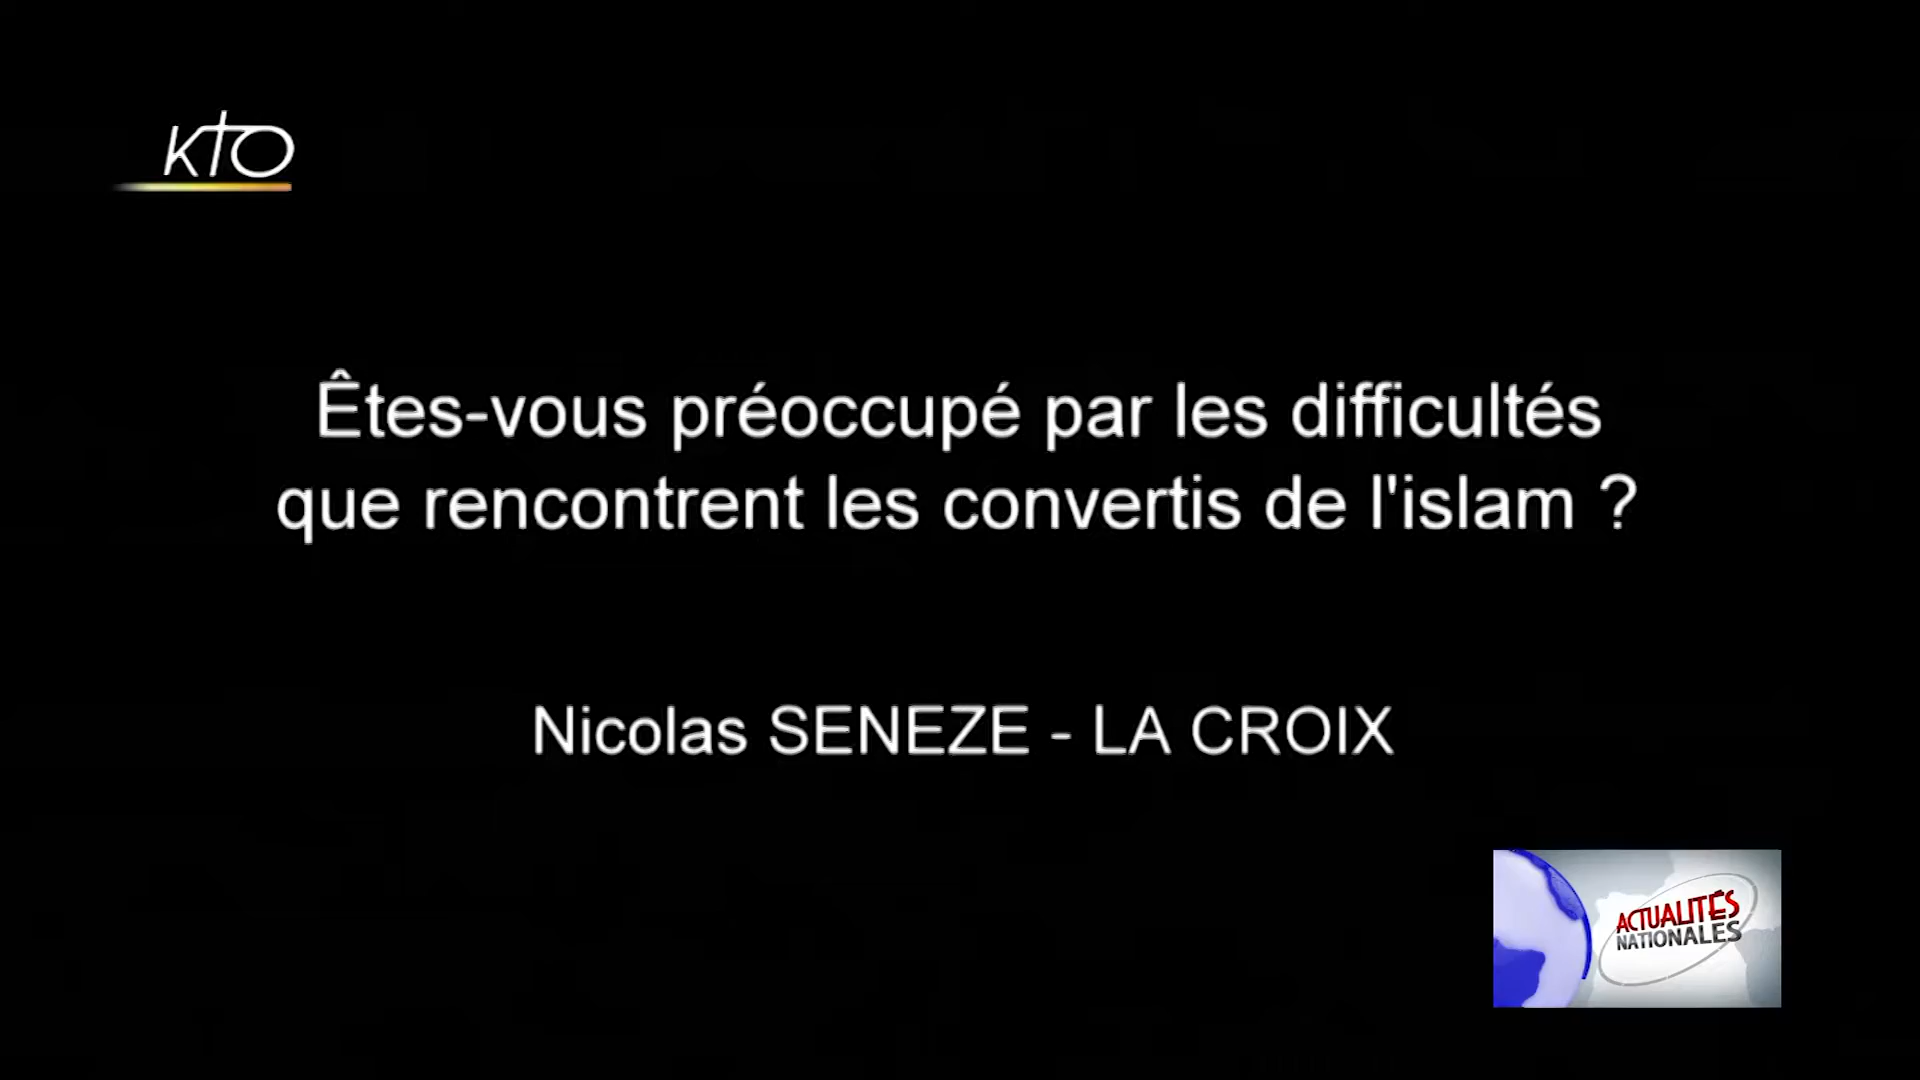 KTO
Êtes-vous préoccupé par les difficultés
que rencontrent les convertis de l'islam ?
Nicolas SENEZE - LA CROIX
ACTUALITÉS
NATIONALES